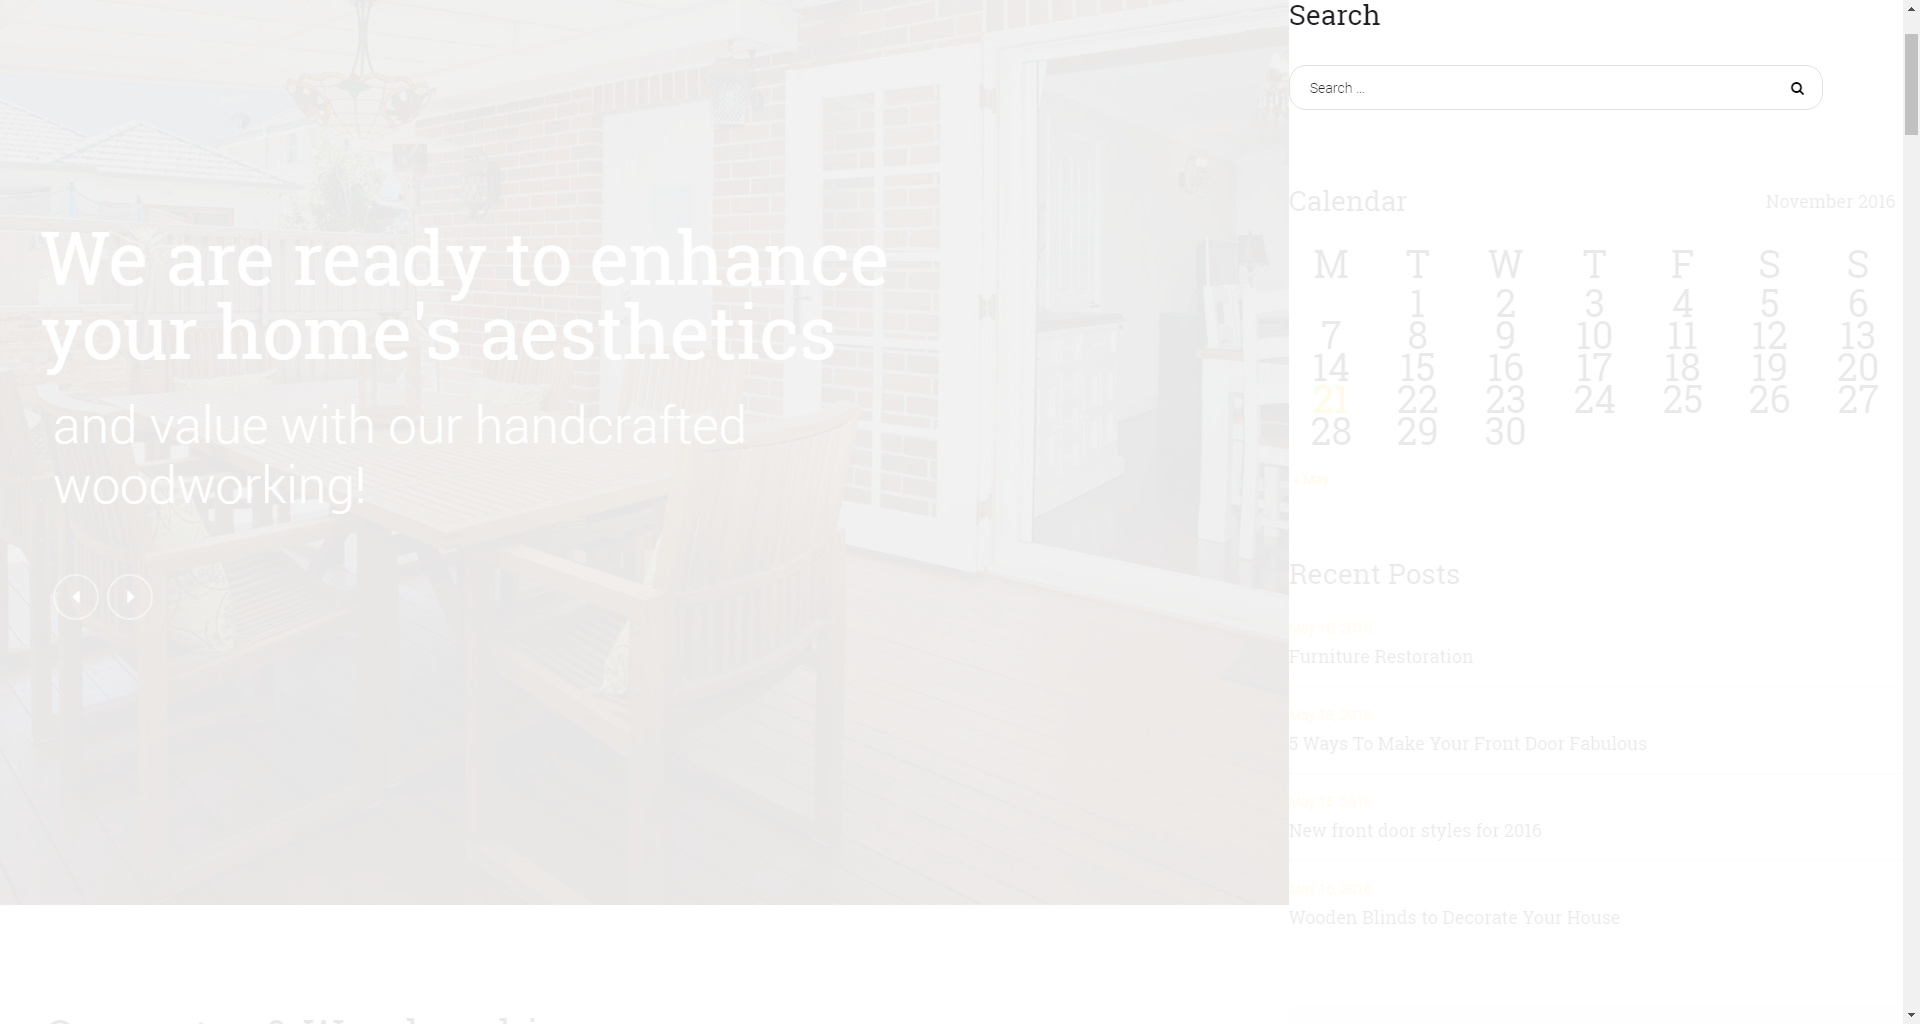 We are ready to enhance
your home's aesthetics
and value with our handcrafted
woodworking!
Search
Search ...
Calendar
November 2016
M T W T F S S
1 2 3 4 5 6
7 8 9 10 11 12 13
14 15 16 17 18 19 20
21 22 23 24 25 26 27
28 29 30
« May
Recent Posts
May 16, 2016
Furniture Restoration
May 16, 2016
5 Ways To Make Your Front Door Fabulous
May 16, 2016
New front door styles for 2016
May 16, 2016
Wooden Blinds to Decorate Your House